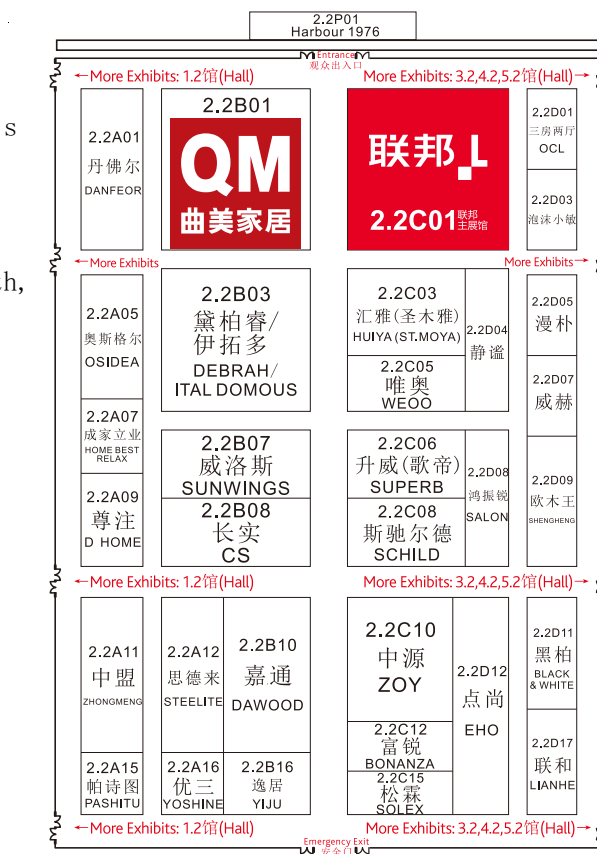 2.2P01
Harbour 1976
Entrance
观众出入口
←More Exhibits: 1.2馆(Hall)
More Exhibits: 3.2,4.2,5.2馆(Hall)→
s
th,
2.2A01
丹佛尔
DANFEOR
2.2B01
QM
曲美家居
联邦
2.2C01 联邦
主展馆
2.2D01
三房两厅
OCL
2.2D03
泡沫小敏
←More Exhibits
More Exhibits→
2.2A05
奥斯格尔
OSIDEA
2.2A07
成家立业
HOME BEST
RELAX
2.2A09
尊注
D HOME
2.2B03
黛柏睿/
伊拓多
DEBRAH/
ITAL DOMOUS
2.2B07
威洛斯
SUNWINGS
2.2B08
长实
CS
2.2C03
汇雅(圣木雅)
HUIYA (ST.MOYA)
2.2C05
唯奥
WEOO
2.2D04
静谧
2.2C06
升威(歌帝)
SUPERB
2.2C08
斯驰尔德
SCHILD
2.2D08
鸿振锐
SALON
2.2D05
漫朴
2.2D07
威赫
2.2D09
欧木王
SHENGHENG
←More Exhibits: 1.2馆(Hall)
More Exhibits: 3.2,4.2,5.2馆(Hall)→
2.2A11
中盟
ZHONGMENG
2.2A12
思德来
STEELITE
2.2B10
嘉通
DAWOOD
2.2A15
帕诗图
PASHITU
2.2A16
优三
YOSHINE
2.2B16
逸居
YIJU
2.2C10
中源
ZOY
2.2C12
富锐
BONANZA
2.2C15
松霖
SOLEX
2.2D12
点尚
EHO
2.2D11
黑柏
BLACK
& WHITE
2.2D17
联和
LIANHE
←More Exhibits: 1.2馆(Hall)
More Exhibits: 3.2,4.2,5.2馆(Hall)→
Emergency Exit
安全门